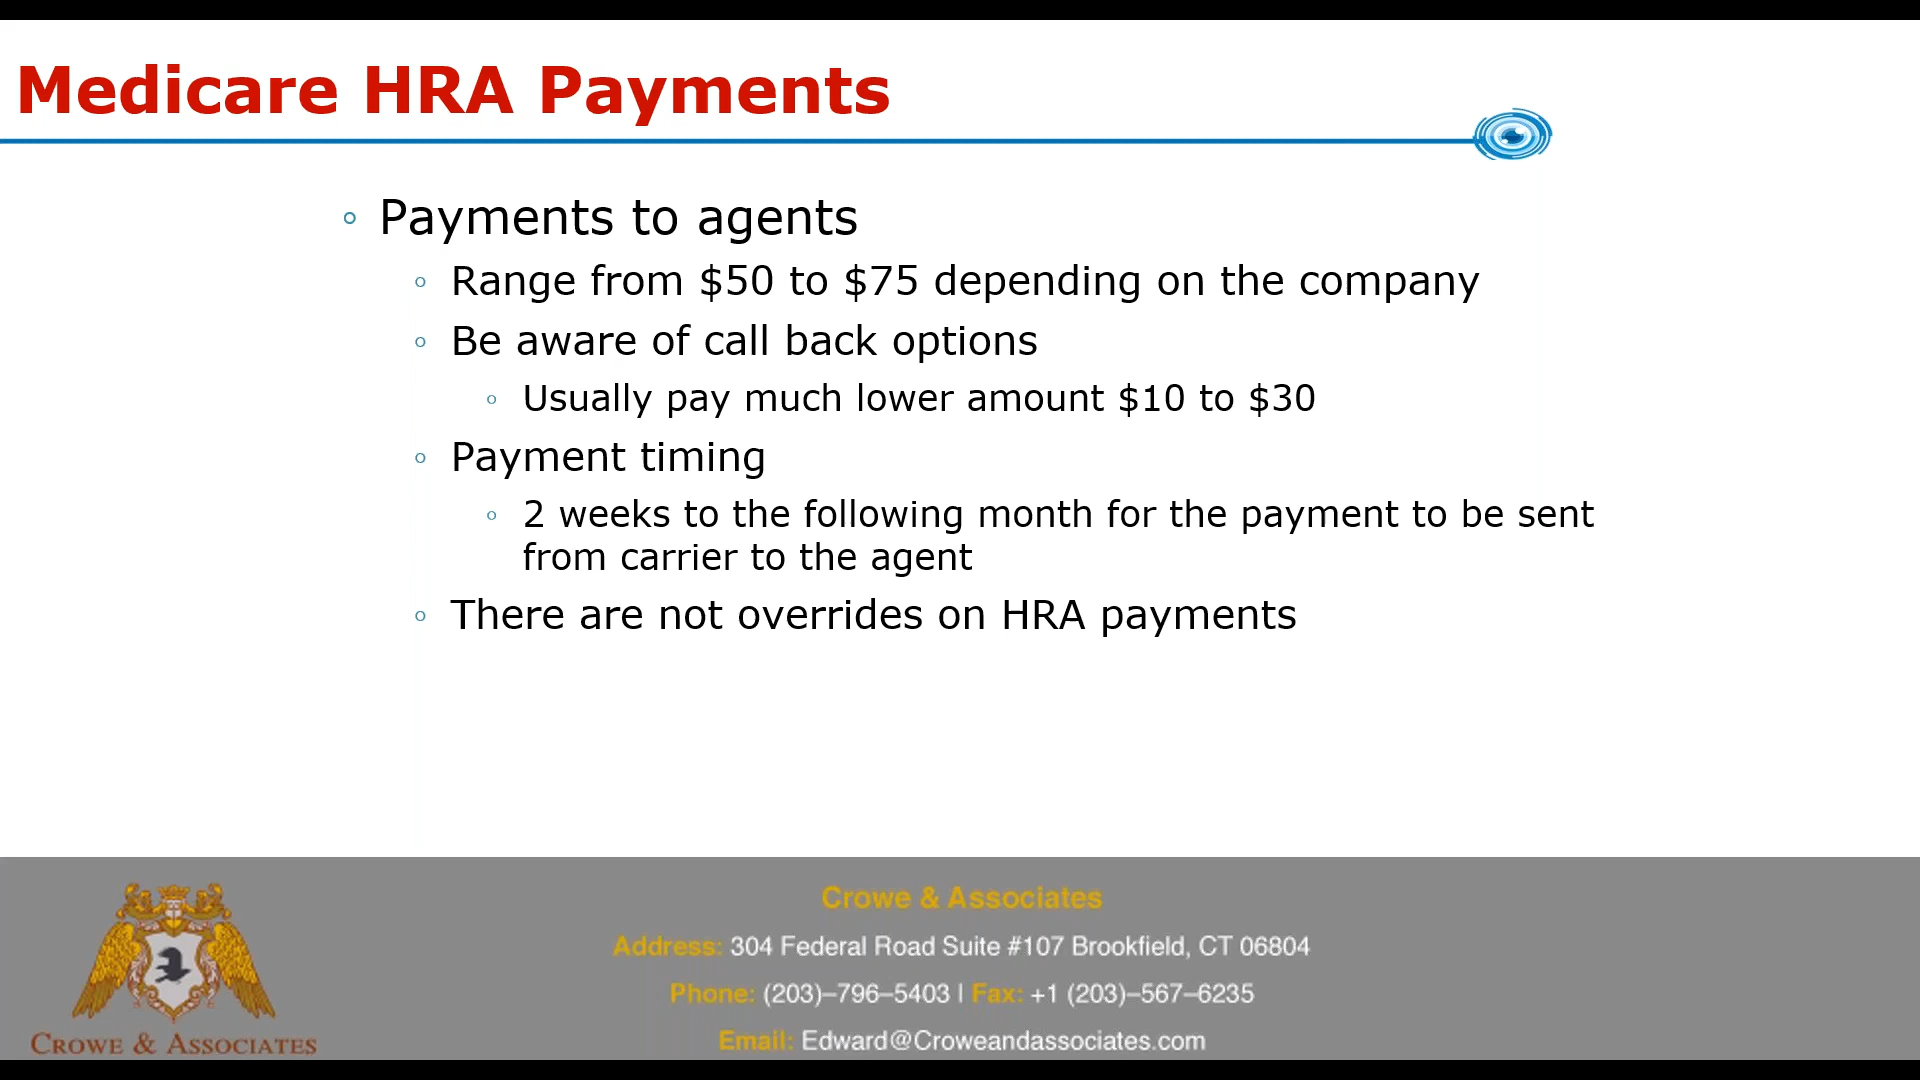 Medicare HRA Payments
Payments to agents
Range from $50 to $75 depending on the company
Be aware of call back options
Usually pay much lower amount $10 to $30
Payment timing
2 weeks to the following month for the payment to be sent
from carrier to the agent
There are not overrides on HRA payments
Crowe & Associates
Address: 304 Federal Road Suite #107 Brookfield, CT 06804
Phone: (203)–796–5403 | Fax: +1 (203)–567–6235
Email: Edward@Croweandassociates.com
CROWE & ASSOCIATES